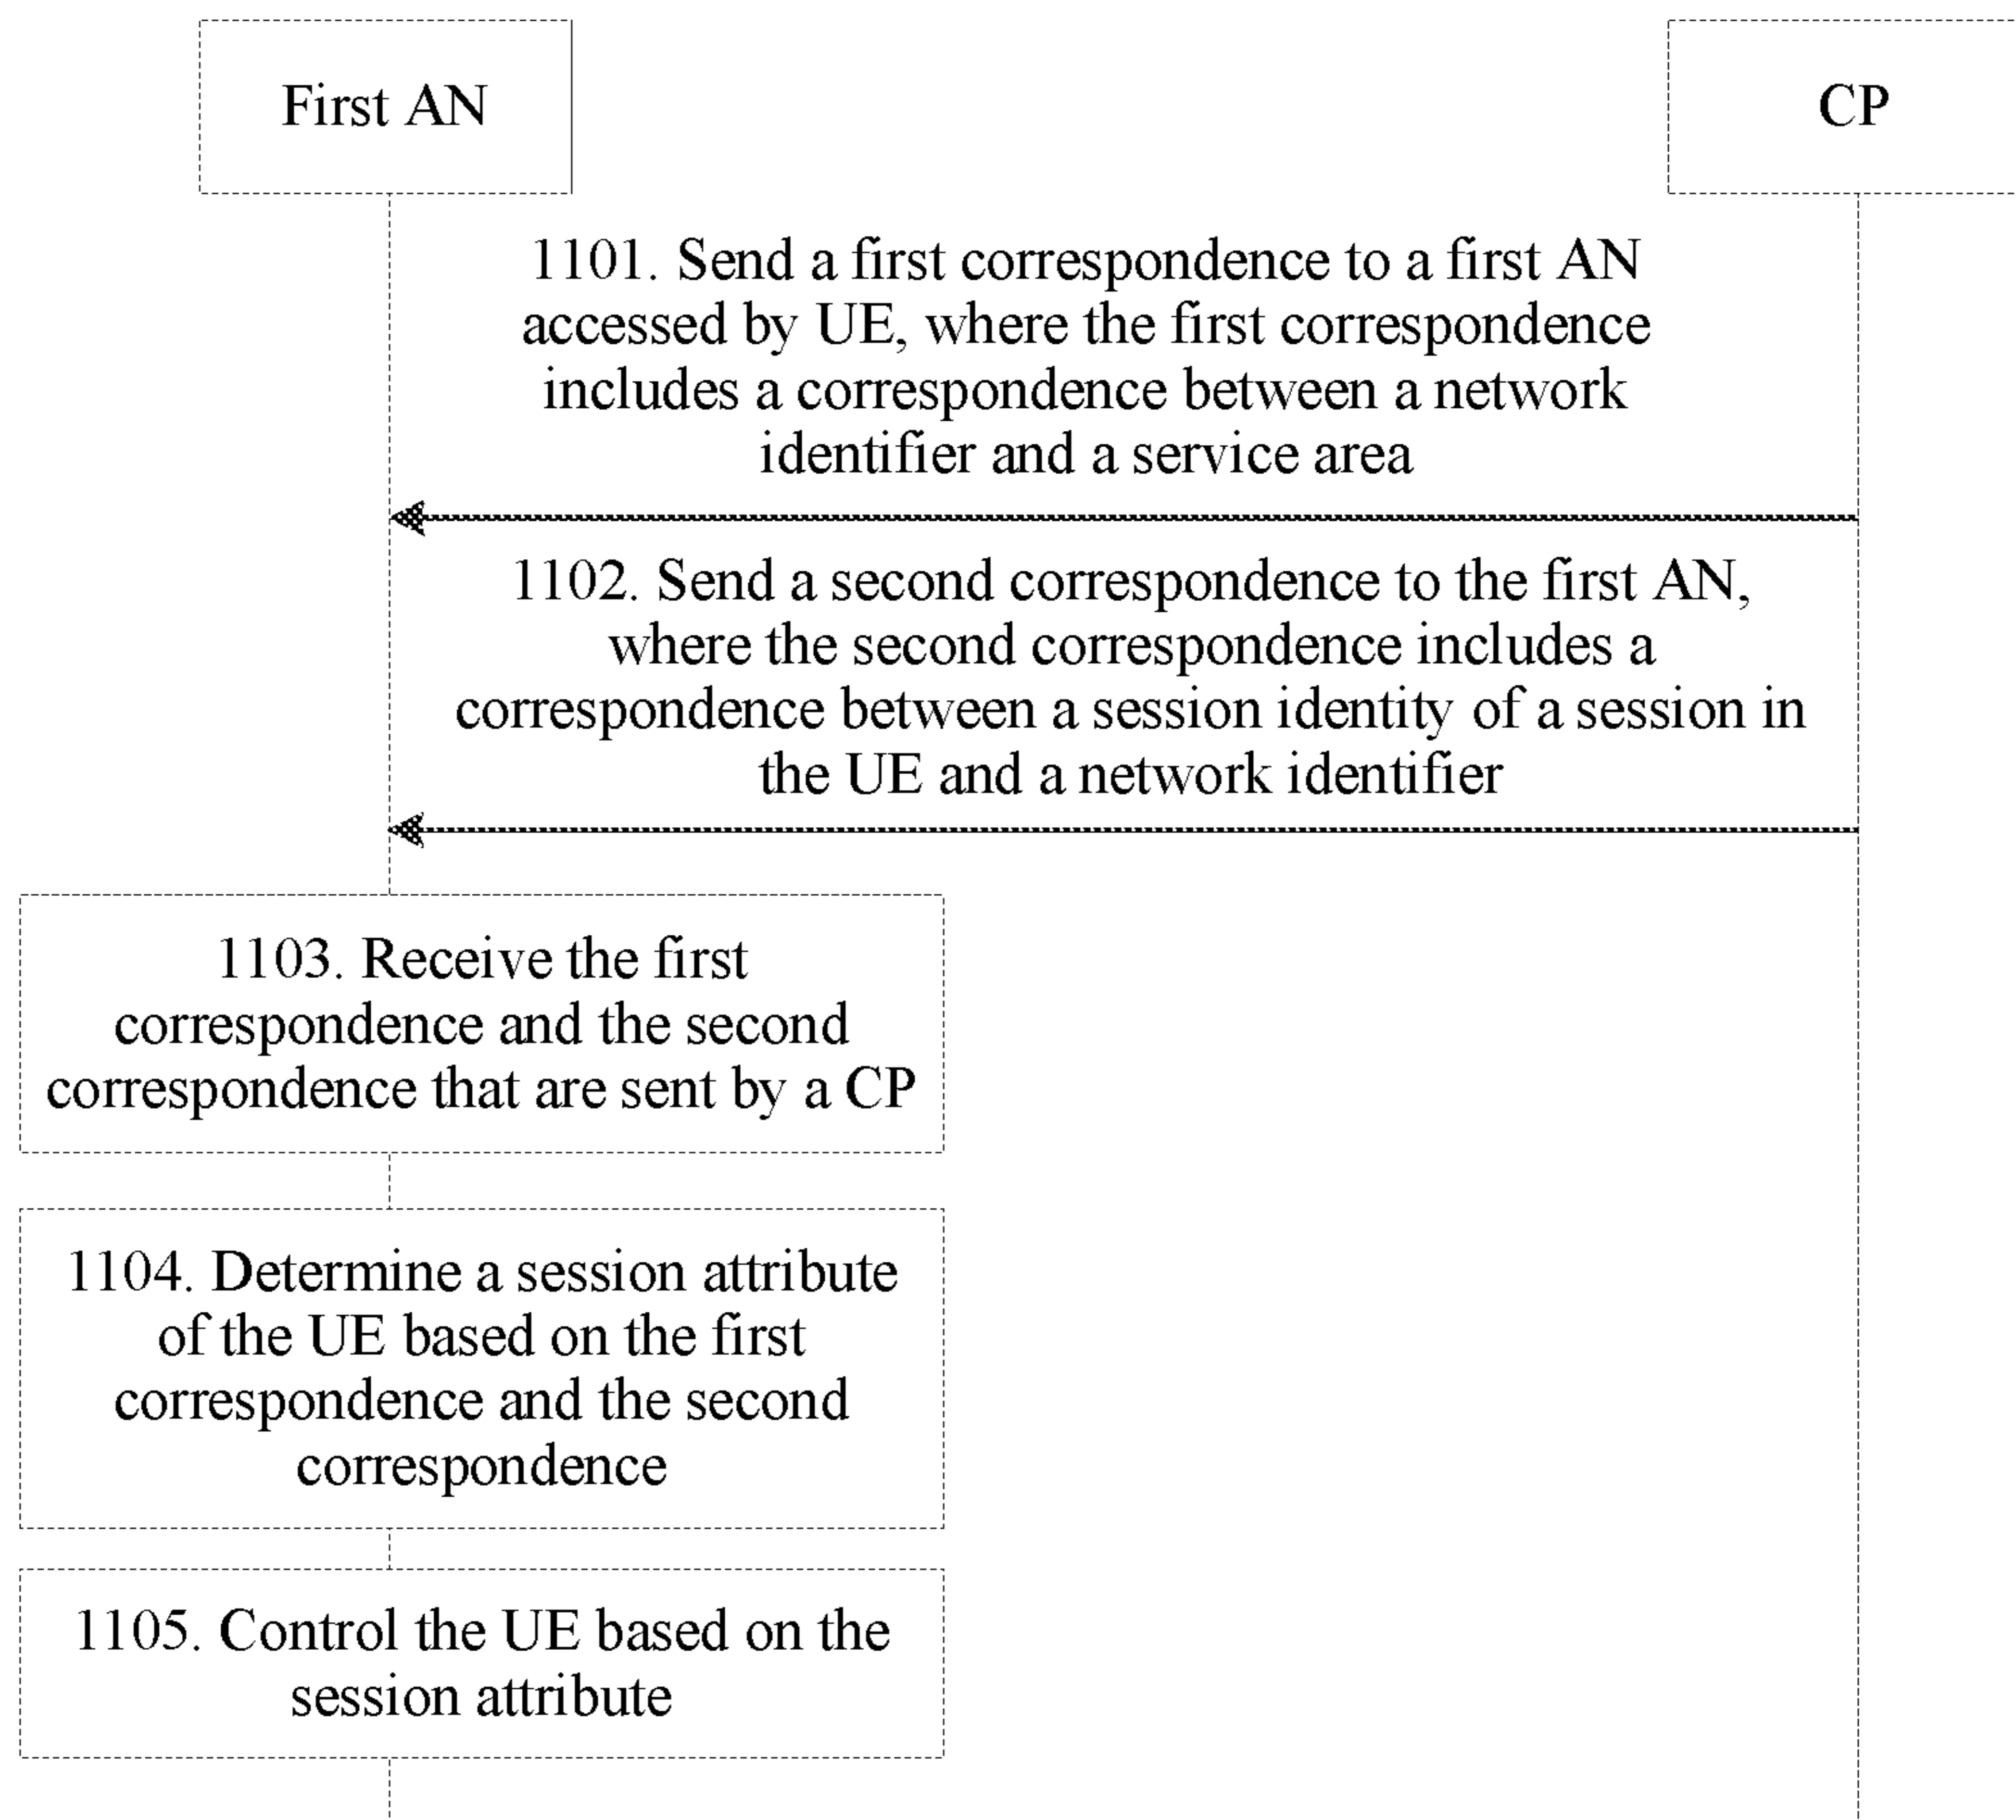 First AN
CP
1101. Send a first correspondence to a first AN
accessed by UE, where the first correspondence
includes a correspondence between a network
identifier and a service area
1102. Send a second correspondence to the first AN,
where the second correspondence includes a
correspondence between a session identity of a session in
the UE and a network identifier
1103. Receive the first
correspondence and the second
correspondence that are sent by a CP
1104. Determine a session attribute
of the UE based on the first
correspondence and the second
correspondence
1105. Control the UE based on the
session attribute